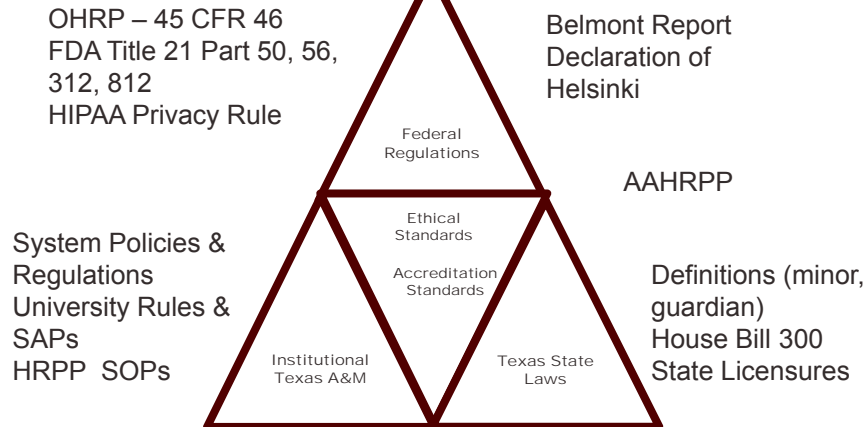 OHRP – 45 CFR 46
FDA Title 21 Part 50, 56,
312, 812
HIPAA Privacy Rule
Belmont Report
Declaration of
Helsinki
Federal
Regulations
AAHRPP
Ethical
Standards
Accreditation
Standards
System Policies &
Regulations
University Rules &
SAPs
HRPP SOPs
Institutional
Texas A&M
Texas State
Laws
Definitions (minor,
guardian)
House Bill 300
State Licensures